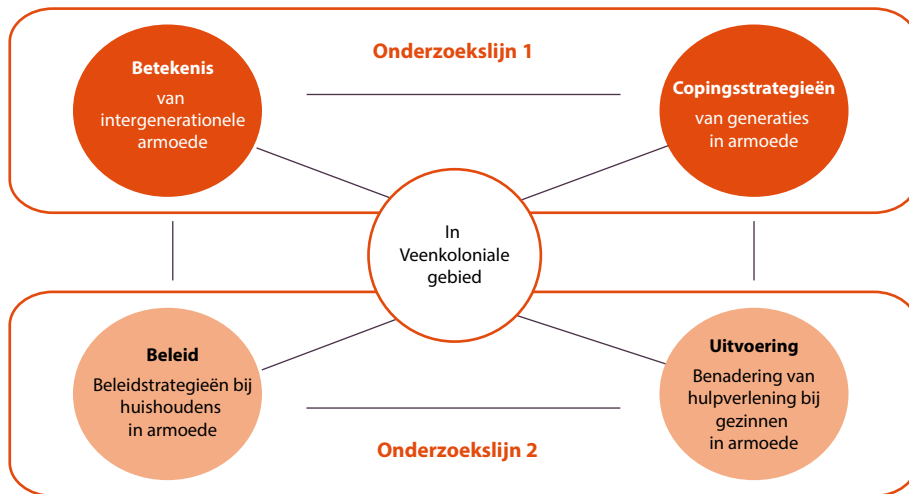 Onderzoekslijn 1
Betekenis
van
intergenerationele
armoede
Copingsstrategieën
van generaties
in armoede
In
Veenkoloniale
gebied
Beleid
Beleidstrategieën bij
huishoudens
in armoede
Uitvoering
Benadering van
hulpverlening bij
gezinnen
in armoede
Onderzoekslijn 2